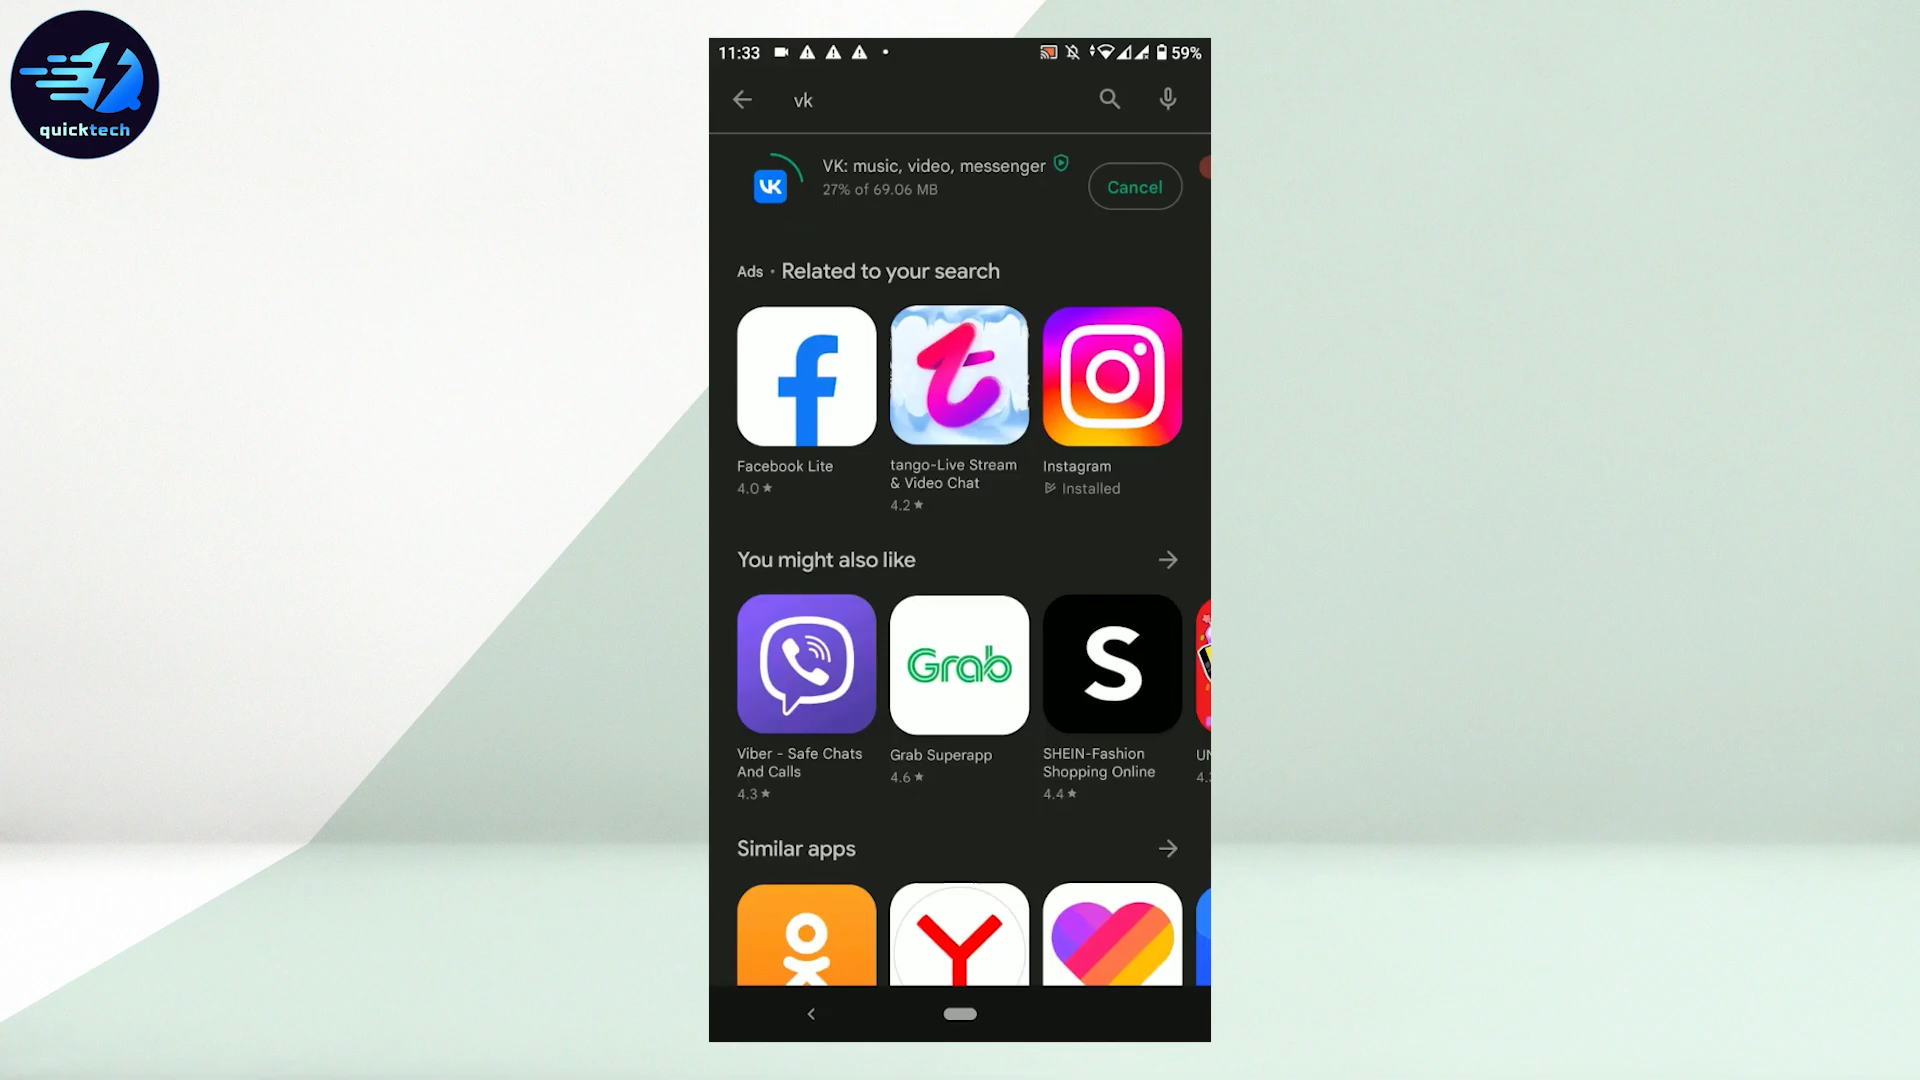 quicktech
11:33
59%
vk
VK: music, video, messenger
27% of 69.06 MB
Cancel
VK
Ads • Related to your search
Facebook Lite
4.0 ★
tango-Live Stream
& Video Chat
4.2 ★
Instagram
Installed
You might also like
Grab
S
Viber - Safe Chats
And Calls
4.3 ★
Grab Superapp
4.6 ★
SHEIN-Fashion
Shopping Online
4.4 ★
UN
4.
Similar apps